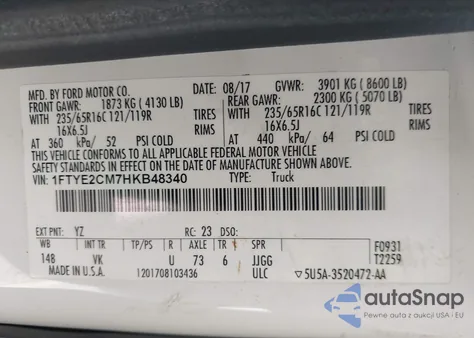 MFD. BY FORD MOTOR CO.
DATE: 08/17 GVWR: 3901 KG ( 8600 LB)
FRONT GAWR: 1873 KG ( 4130 LB) REAR GAWR: 2300 KG ( 5070 LB)
235/65R16C 121/119R TIRES 235/65R16C 121/119R TIRES
16X6.5J RIMS 16X6.5J RIMS
AT 360 kPa/ 52 PSI COLD AT 440 kPa/ 64 PSI COLD
THIS VEHICLE CONFORMS TO ALL APPLICABLE FEDERAL MOTOR VEHICLE
SAFETY STANDARDS IN EFFECT ON THE DATE OF MANUFACTURE SHOWN ABOVE.
VIN: 1FTYE2CM7HKB48340 TYPE: Truck
EXT PNT: YZ RC: 23 DSO: F0931
WB INT TR TP/PS R AXLE TR SPR T2259
148 VK U 73 6 JJGG
MADE IN U.S.A. 1201708103436 ULC ▽5U5A-3520472-AA
autoSnap
Pewne auta z aukcji USA i EU